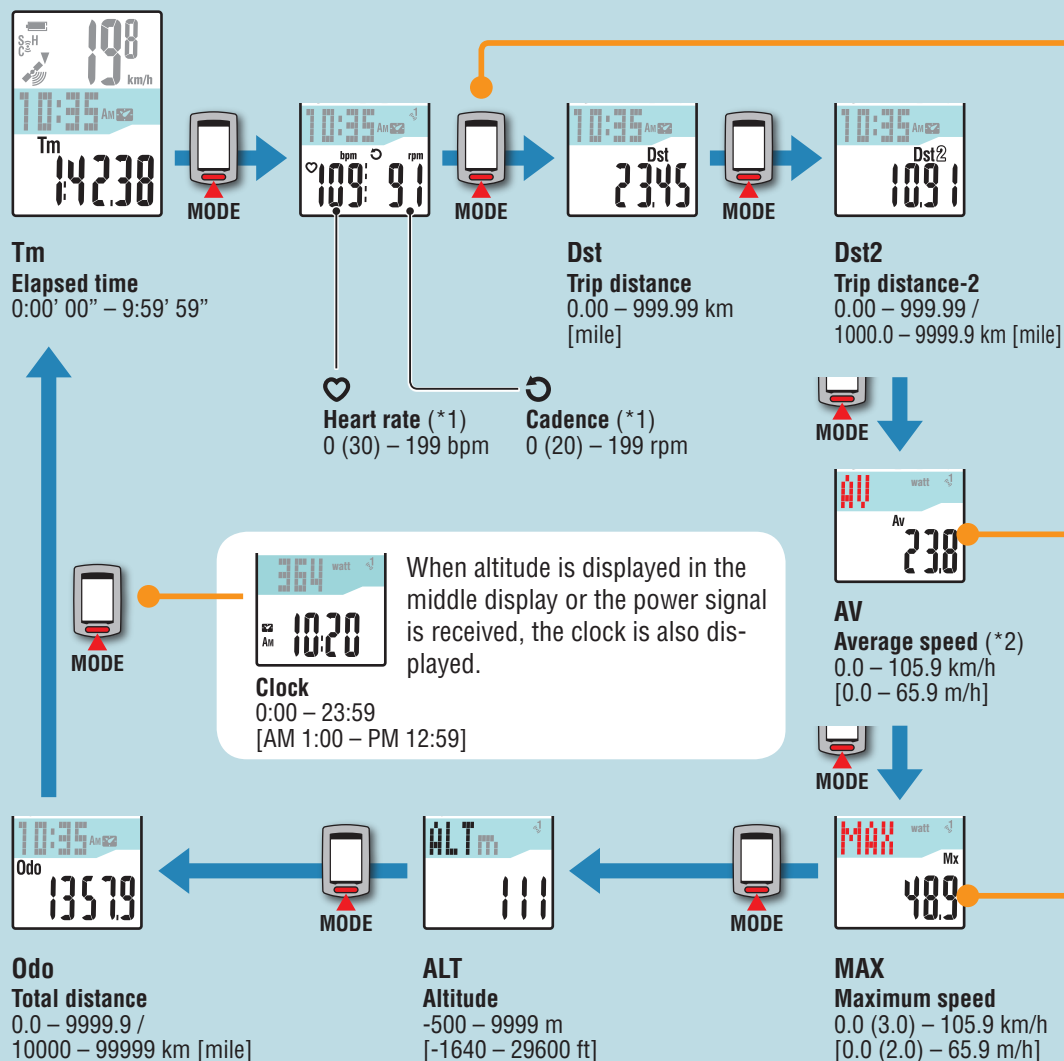 S H
C
198
km/h
10:35 AM
Tm
1:42.38
MODE
10:35 AM
bpm rpm
109 91
MODE
10:35 AM
Dst
23.45
MODE
10:35 AM
Dst2
10.91
Tm
Elapsed time
0:00’ 00” – 9:59’ 59”
Dst
Trip distance
0.00 – 999.99 km
[mile]
Dst2
Trip distance-2
0.00 – 999.99 /
1000.0 – 9999.9 km [mile]
Heart rate (*1)
0 (30) – 199 bpm
Cadence (*1)
0 (20) – 199 rpm
MODE
AV watt
Av
23.8
AV
Average speed (*2)
0.0 – 105.9 km/h
[0.0 – 65.9 m/h]
MODE
MODE
364 watt
AM 10:20
Clock
0:00 – 23:59
[AM 1:00 – PM 12:59]
When altitude is displayed in the
middle display or the power signal
is received, the clock is also dis-
played.
10:35 AM
Odo
1357.9
MODE
ALT m
111
MODE
MAX watt
Mx
48.9
Odo
Total distance
0.0 – 9999.9 /
10000 – 99999 km [mile]
ALT
Altitude
-500 – 9999 m
[-1640 – 29600 ft]
MAX
Maximum speed
0.0 (3.0) – 105.9 km/h
[0.0 (2.0) – 65.9 m/h]